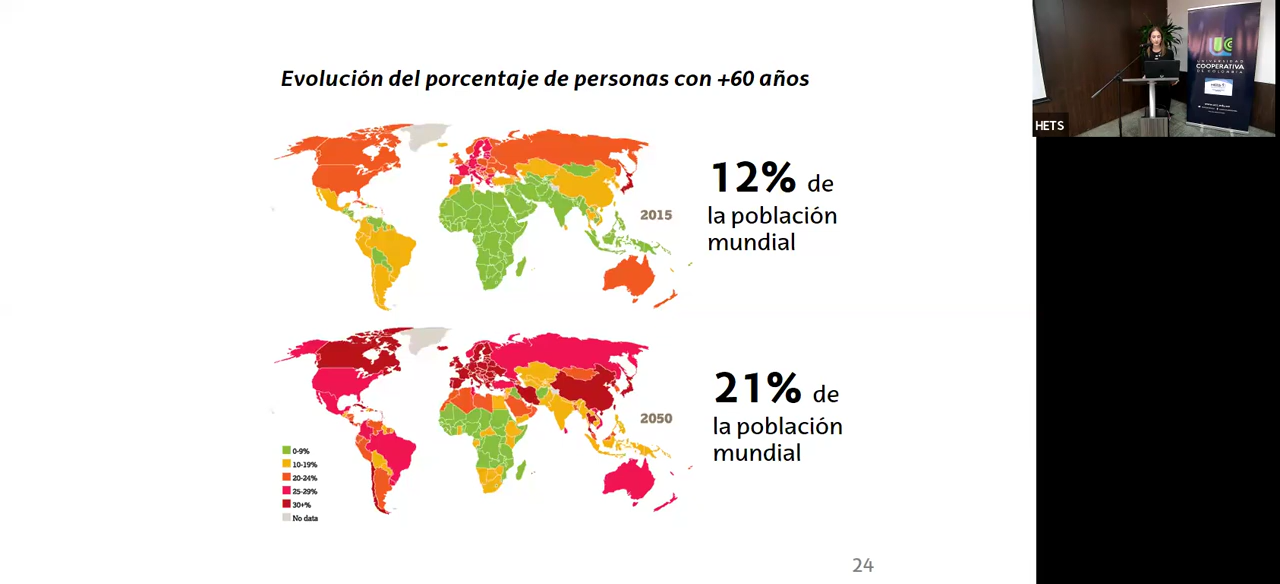 Evolución del porcentaje de personas con +60 años
2015
12% de
la población
mundial
2050
21% de
la población
mundial
0-9%
10-19%
20-24%
25-29%
30+%
No data
24
UCC
UNIVERSIDAD
COOPERATIVA
DE COLOMBIA
HETS